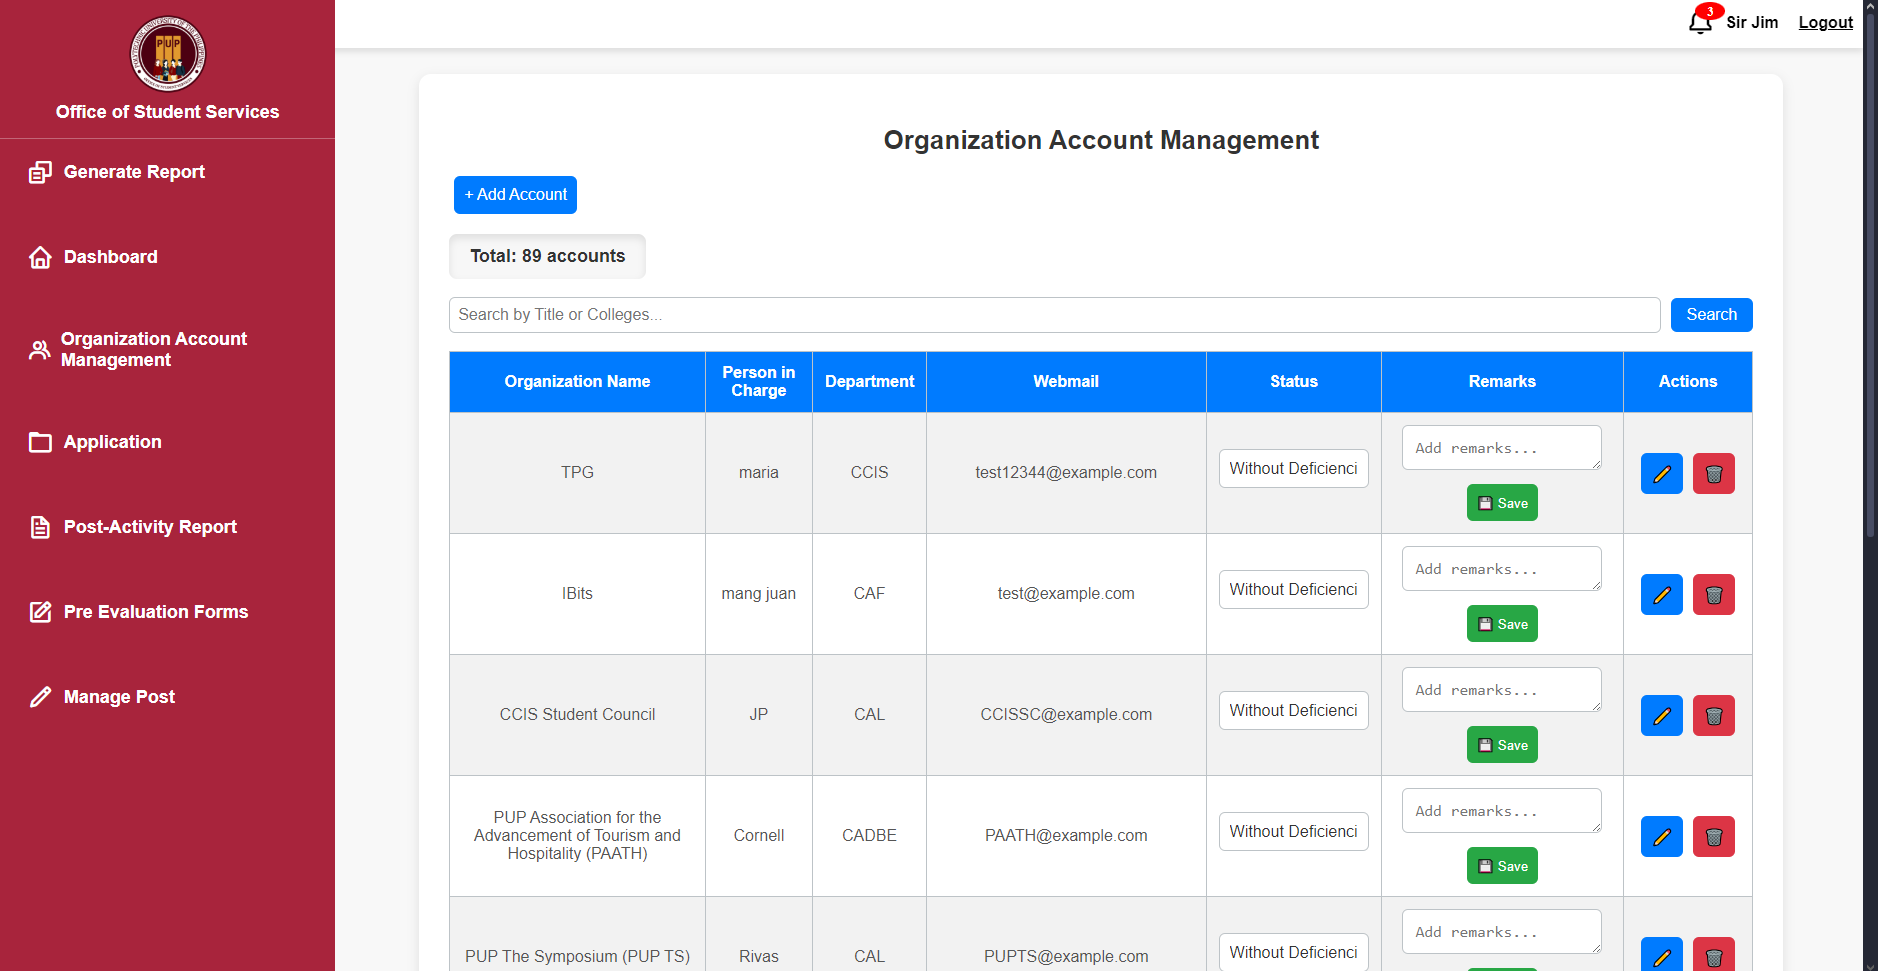 PUP
Office of Student Services
Generate Report
Dashboard
Organization Account
Management
Application
Post-Activity Report
Pre Evaluation Forms
Manage Post
3
Sir Jim
Logout
Organization Account Management
+ Add Account
Total: 89 accounts
Search by Title or Colleges...
Search
Organization Name
Person in
Charge
Department
Webmail
Status
Remarks
Actions
TPG
maria
CCIS
test12344@example.com
Without Deficienci
Add remarks...
Save
IBits
mang juan
CAF
test@example.com
Without Deficienci
Add remarks...
Save
CCIS Student Council
JP
CAL
CCISSC@example.com
Without Deficienci
Add remarks...
Save
PUP Association for the
Advancement of Tourism and
Hospitality (PAATH)
Cornell
CADBE
PAATH@example.com
Without Deficienci
Add remarks...
Save
PUP The Symposium (PUP TS)
Rivas
CAL
PUPTS@example.com
Without Deficienci
Add remarks...